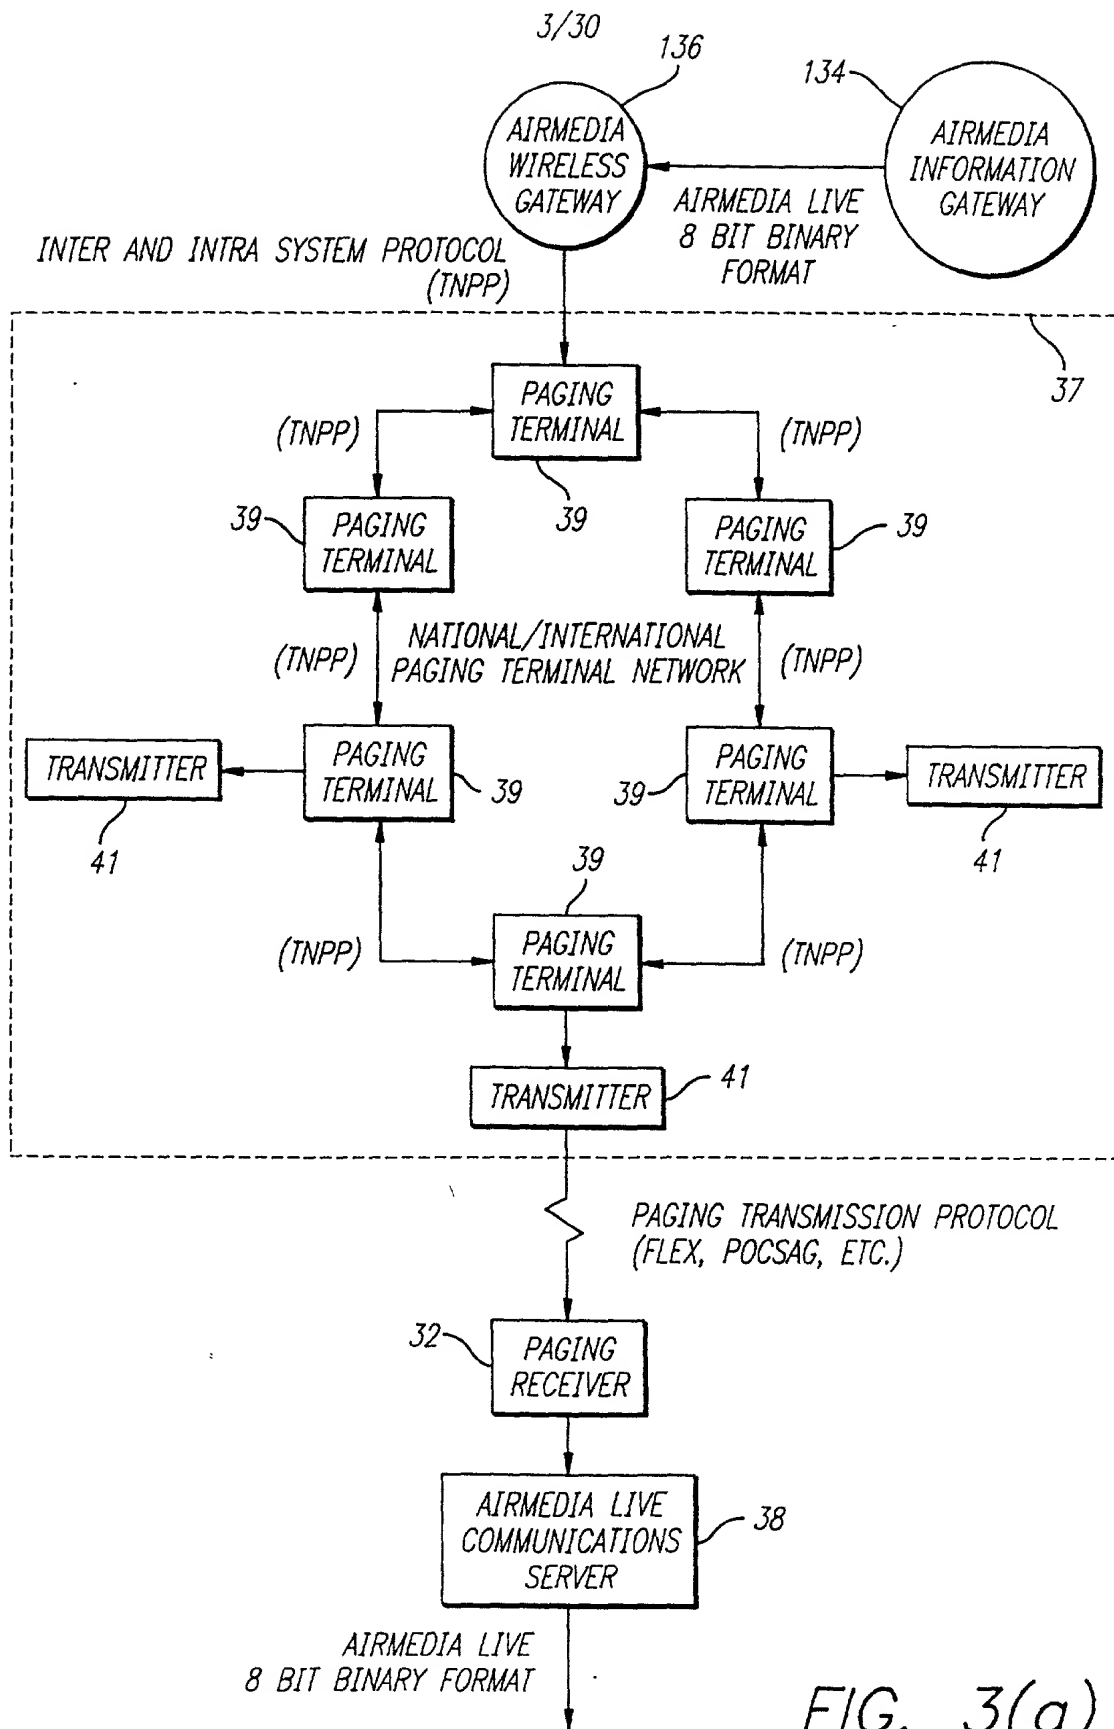 3/30
136
134
AIRMEDIA
WIRELESS
GATEWAY
AIRMEDIA
INFORMATION
GATEWAY
AIRMEDIA LIVE
8 BIT BINARY
FORMAT
INTER AND INTRA SYSTEM PROTOCOL
(TNPP)
37
PAGING
TERMINAL
39
(TNPP)
(TNPP)
39
PAGING
TERMINAL
PAGING
TERMINAL
39
(TNPP)
NATIONAL/INTERNATIONAL
PAGING TERMINAL NETWORK
(TNPP)
TRANSMITTER
41
PAGING
TERMINAL
39
39
PAGING
TERMINAL
TRANSMITTER
41
39
(TNPP)
PAGING
TERMINAL
(TNPP)
TRANSMITTER
41
PAGING TRANSMISSION PROTOCOL
(FLEX, POCSAG, ETC.)
32
PAGING
RECEIVER
AIRMEDIA LIVE
COMMUNICATIONS
SERVER
38
AIRMEDIA LIVE
8 BIT BINARY FORMAT
FIG. 3(a)